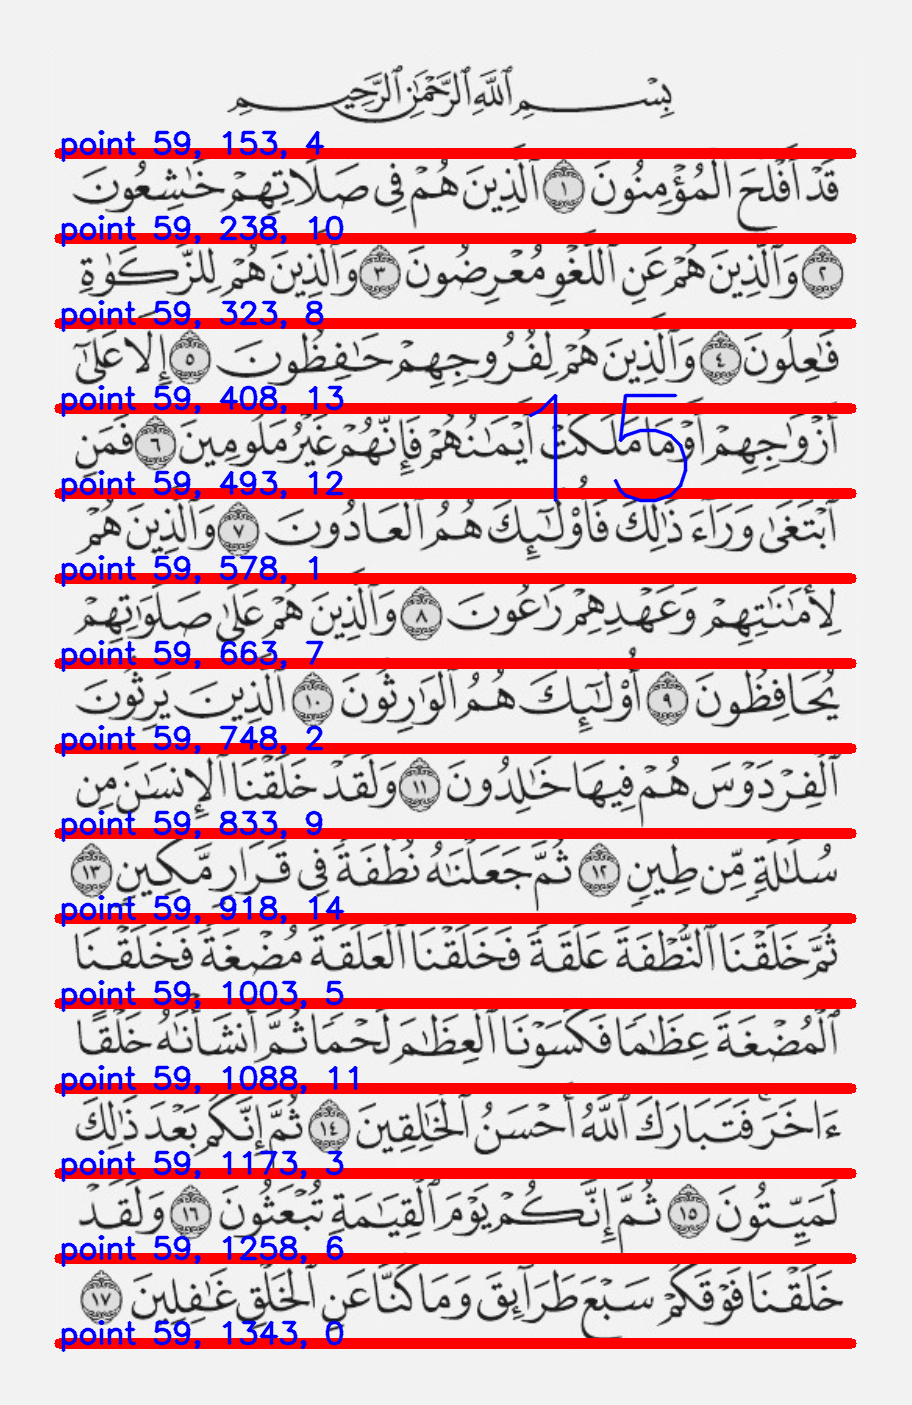 بِسْمِ ٱللَّهِ ٱلرَّحْمَٰنِ ٱلرَّحِيمِ
point 59, 153, 4
قَدْ أَفْلَحَ ٱلْمُؤْمِنُونَ ١ ٱلَّذِينَ هُمْ فِى صَلَاتِهِمْ خَٰشِعُونَ
point 59, 238, 10
٢ وَٱلَّذِينَ هُمْ عَنِ ٱللَّغْوِ مُعْرِضُونَ ٣ وَٱلَّذِينَ هُمْ لِلزَّكَوٰةِ
point 59, 323, 8
فَٰعِلُونَ ٤ وَٱلَّذِينَ هُمْ لِفُرُوجِهِمْ حَٰفِظُونَ ٥ إِلَّا عَلَىٰٓ
point 59, 408, 13
15
أَزْوَٰجِهِمْ أَوْ مَا مَلَكَتْ أَيْمَٰنُهُمْ فَإِنَّهُمْ غَيْرُ مَلُومِينَ ٦ فَمَنِ
point 59, 493, 12
ٱبْتَغَىٰ وَرَآءَ ذَٰلِكَ فَأُو۟لَٰٓئِكَ هُمُ ٱلْعَادُونَ ٧ وَٱلَّذِينَ هُمْ
point 59, 578, 1
لِأَمَٰنَٰتِهِمْ وَعَهْدِهِمْ رَٰعُونَ ٨ وَٱلَّذِينَ هُمْ عَلَىٰ صَلَوَٰتِهِمْ
point 59, 663, 7
يُحَافِظُونَ ٩ أُو۟لَٰٓئِكَ هُمُ ٱلْوَٰرِثُونَ ١٠ ٱلَّذِينَ يَرِثُونَ
point 59, 748, 2
ٱلْفِرْدَوْسَ هُمْ فِيهَا خَٰلِدُونَ ١١ وَلَقَدْ خَلَقْنَا ٱلْإِنسَٰنَ مِن
point 59, 833, 9
سُلَٰلَةٍ مِّن طِينٍ ١٢ ثُمَّ جَعَلْنَٰهُ نُطْفَةً فِى قَرَارٍ مَّكِينٍ ١٣
point 59, 918, 14
ثُمَّ خَلَقْنَا ٱلنُّطْفَةَ عَلَقَةً فَخَلَقْنَا ٱلْعَلَقَةَ مُضْغَةً فَخَلَقْنَا
point 59, 1003, 5
ٱلْمُضْغَةَ عِظَٰمًا فَكَسَوْنَا ٱلْعِظَٰمَ لَحْمًا ثُمَّ أَنشَأْنَٰهُ خَلْقًا
point 59, 1088, 11
ءَاخَرَ فَتَبَارَكَ ٱللَّهُ أَحْسَنُ ٱلْخَٰلِقِينَ ١٤ ثُمَّ إِنَّكُم بَعْدَ ذَٰلِكَ
point 59, 1173, 3
لَمَيِّتُونَ ١٥ ثُمَّ إِنَّكُمْ يَوْمَ ٱلْقِيَٰمَةِ تُبْعَثُونَ ١٦ وَلَقَدْ
point 59, 1258, 6
خَلَقْنَا فَوْقَكُمْ سَبْعَ طَرَآئِقَ وَمَا كُنَّا عَنِ ٱلْخَلْقِ غَٰفِلِينَ ١٧
point 59, 1343, 0